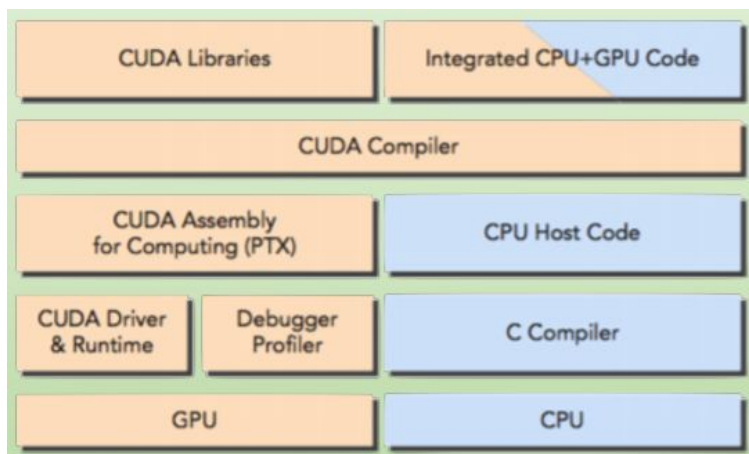 CUDA Libraries
Integrated CPU+GPU Code
CUDA Compiler
CUDA Assembly
for Computing (PTX)
CPU Host Code
CUDA Driver
& Runtime
Debugger
Profiler
C Compiler
GPU
CPU